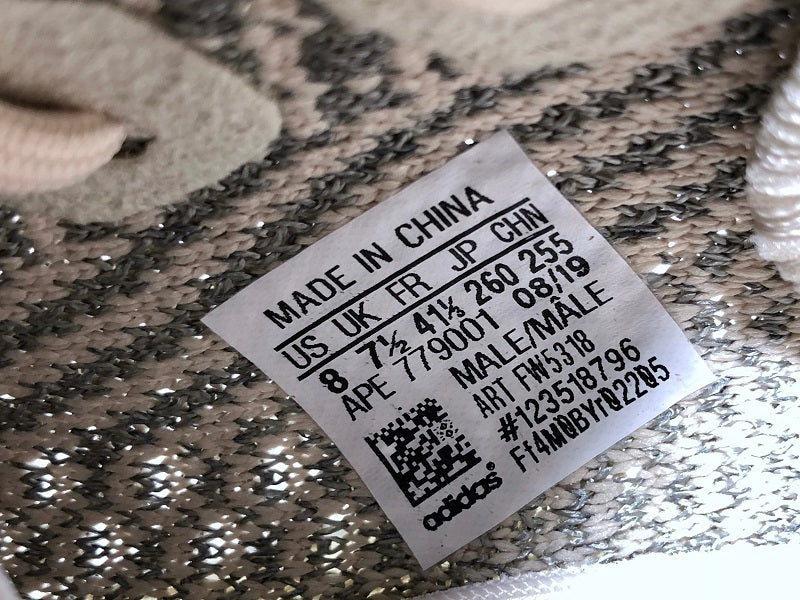 MADE IN CHINA
US UK FR JP CHN
8 7½ 41⅓ 260 255
APE 779001 08/19
MALE/MÂLE
ART FW5318
#123518796
Ff4M0BYr02205
adidas®